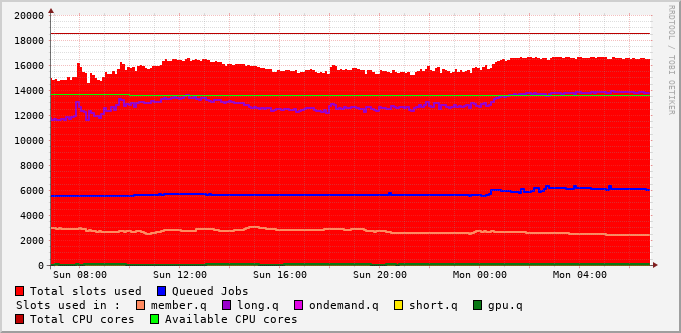 RRDTOOL / TOBI OETIKER
20000
18000
16000
14000
12000
10000
8000
6000
4000
2000
0
Sun 08:00 Sun 12:00 Sun 16:00 Sun 20:00 Mon 00:00 Mon 04:00
Total slots used Queued Jobs
Slots used in : member.q long.q ondemand.q short.q gpu.q
Total CPU cores Available CPU cores